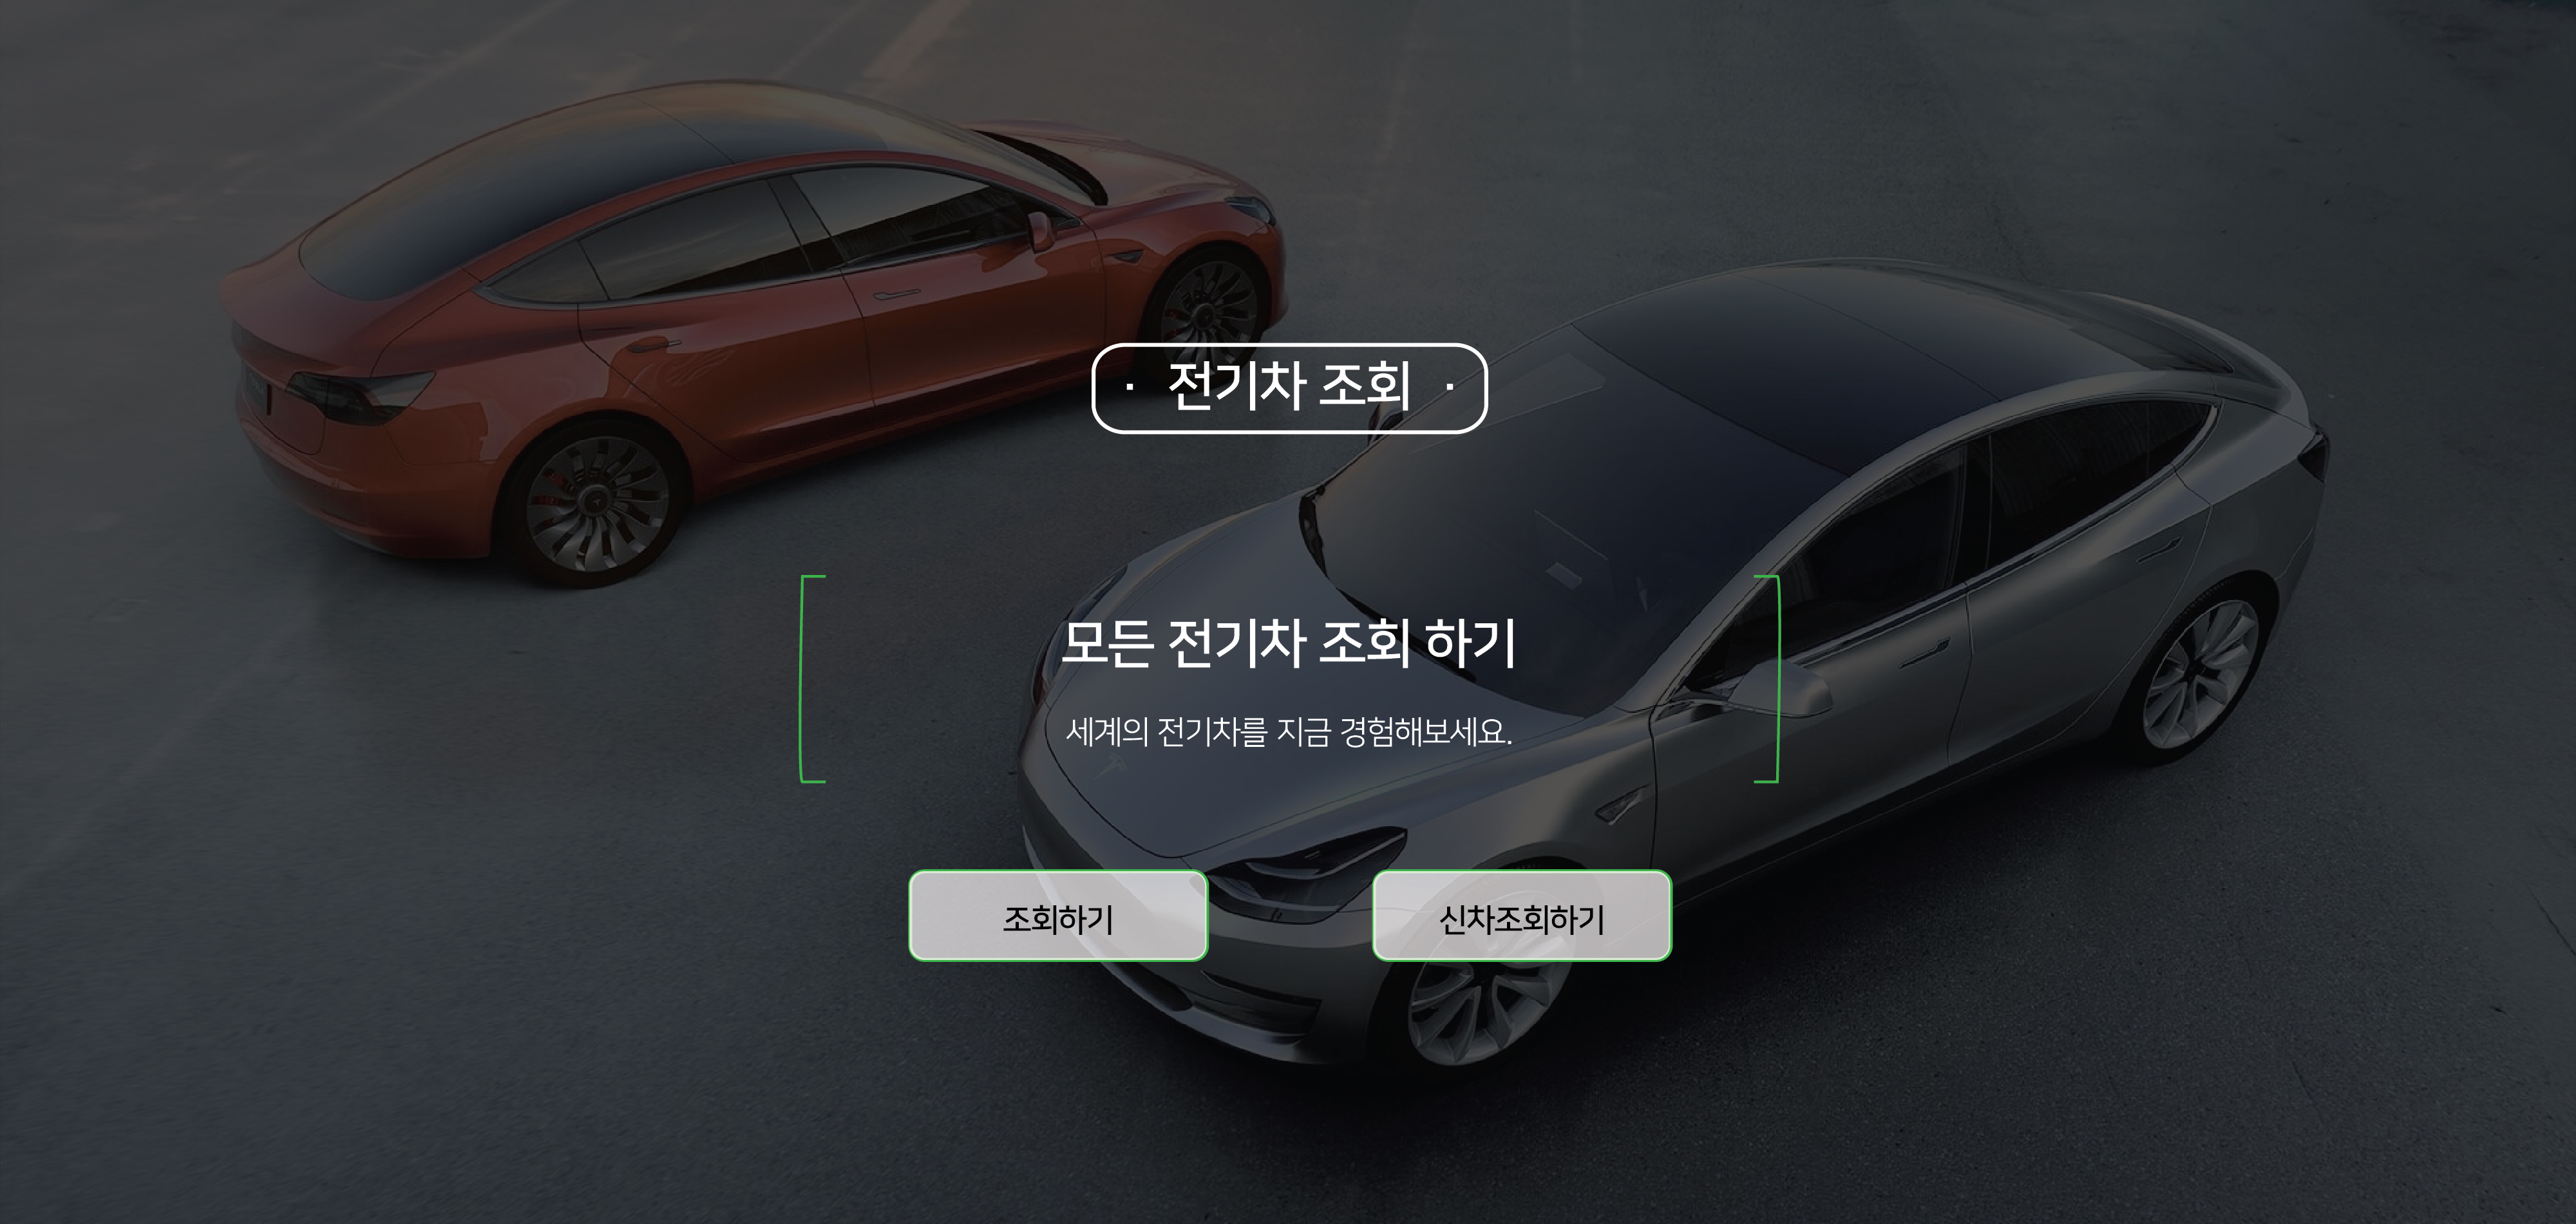 · 전기차 조회 ·
모든 전기차 조회 하기
세계의 전기차를 지금 경험해보세요.
조회하기
신차조회하기